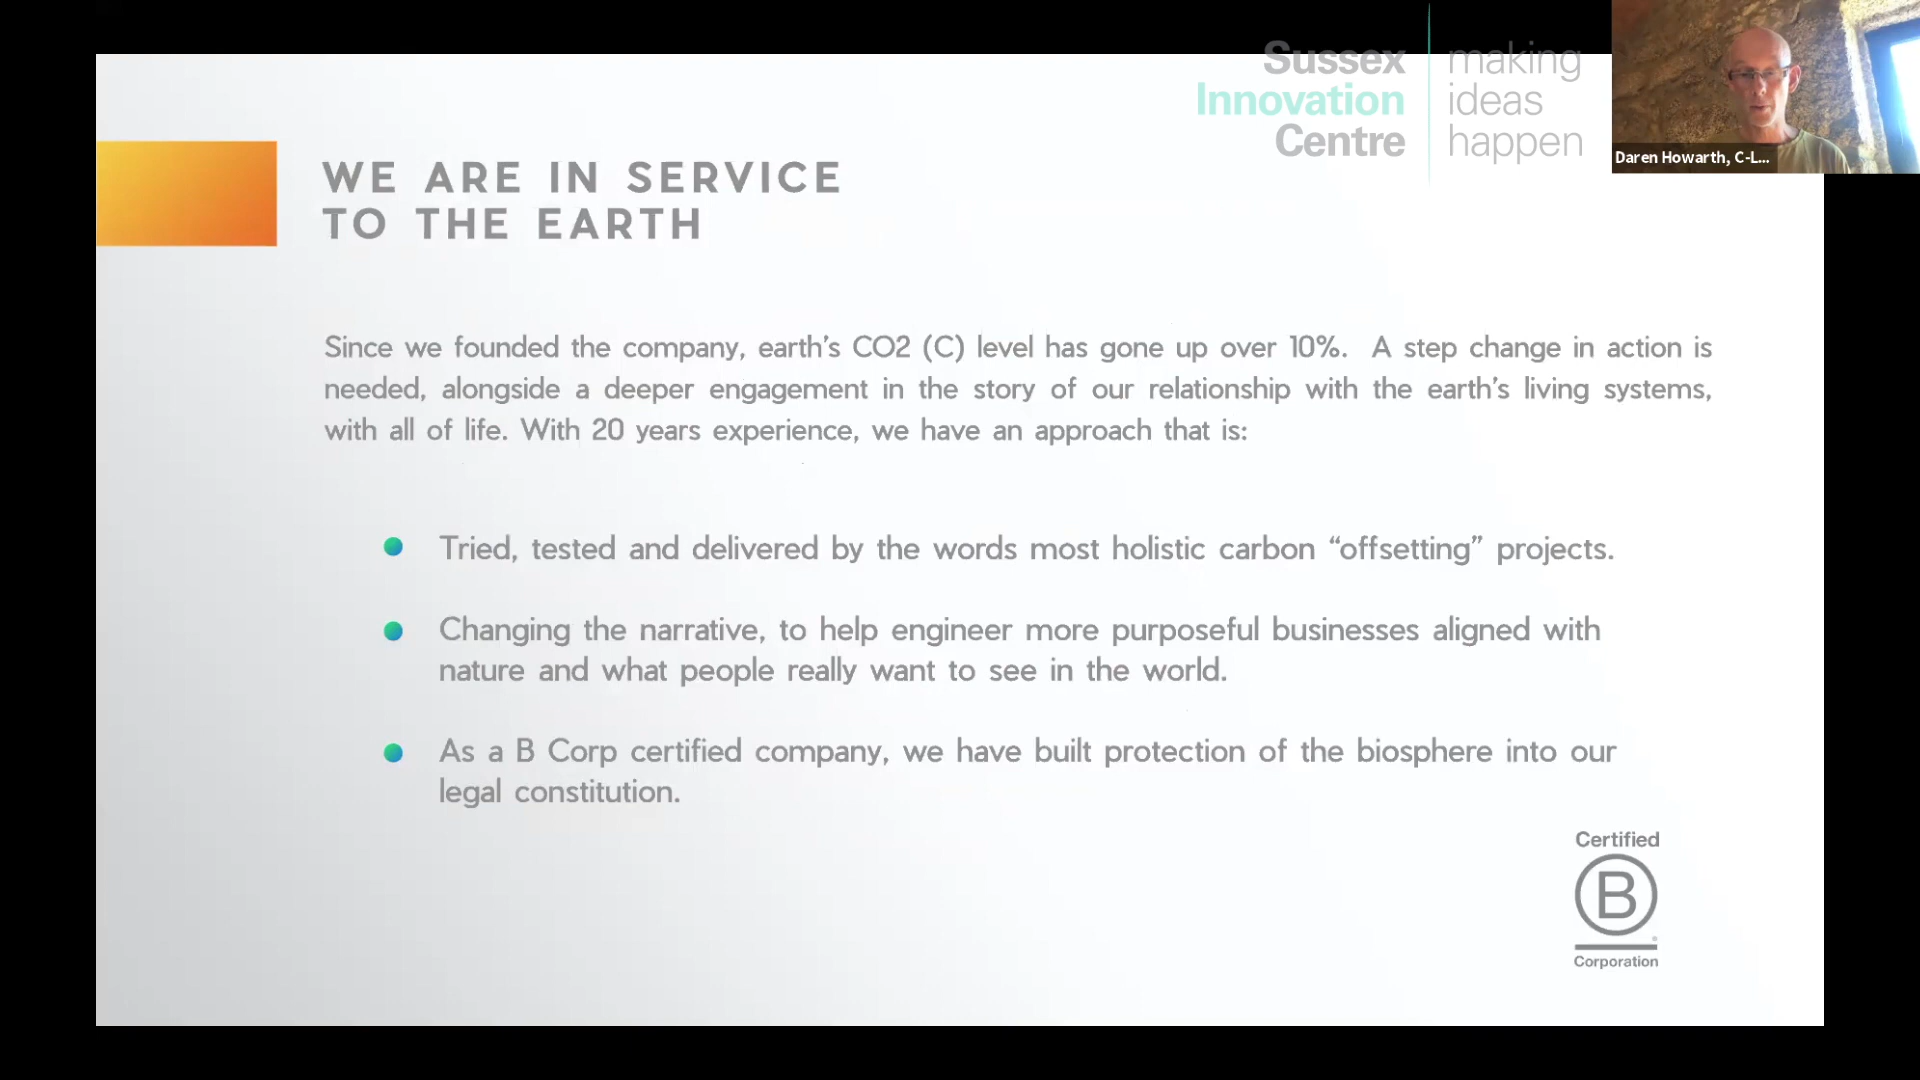 Sussex
Innovation
Centre
making
ideas
happen
Daren Howarth, C-L...
WE ARE IN SERVICE
TO THE EARTH
Since we founded the company, earth's CO2 (C) level has gone up over 10%. A step change in action is
needed, alongside a deeper engagement in the story of our relationship with the earth's living systems,
with all of life. With 20 years experience, we have an approach that is:
Tried, tested and delivered by the words most holistic carbon “offsetting” projects.
Changing the narrative, to help engineer more purposeful businesses aligned with
nature and what people really want to see in the world.
As a B Corp certified company, we have built protection of the biosphere into our
legal constitution.
Certified
B
Corporation